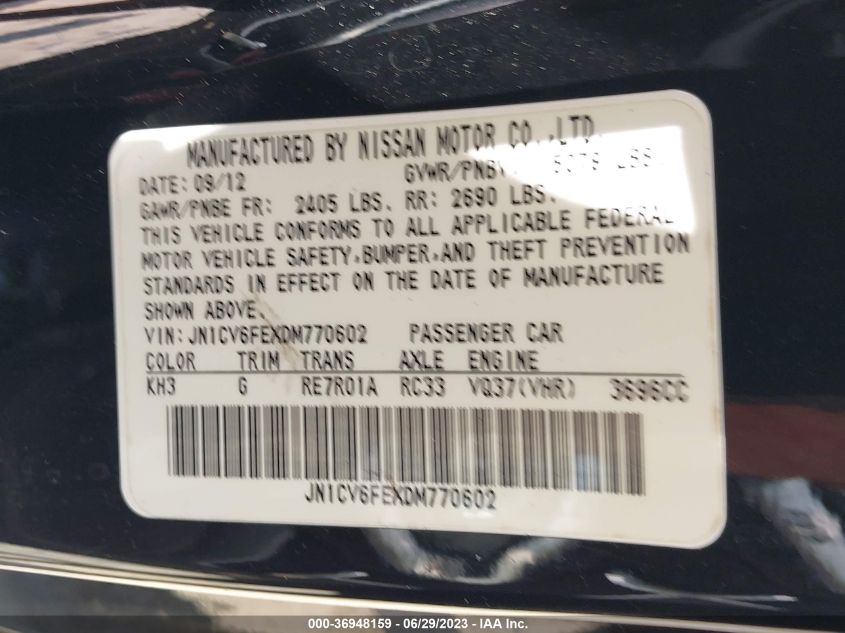 MANUFACTURED BY NISSAN MOTOR CO.,LTD.
DATE: 09/12 GVWR/PNBV:
GAWR/PNBE FR: 2405 LBS. RR: 2690 LBS.
THIS VEHICLE CONFORMS TO ALL APPLICABLE FEDERAL
MOTOR VEHICLE SAFETY,BUMPER,AND THEFT PREVENTION
STANDARDS IN EFFECT ON THE DATE OF MANUFACTURE
SHOWN ABOVE.
VIN:JN1CV6FEXDM770602 PASSENGER CAR
COLOR TRIM TRANS AXLE ENGINE
KH3 G RE7R01A RC33 VQ37(VHR) 3696CC
JN1CV6FEXDM770602
000-36948159 - 06/29/2023 - IAA Inc.